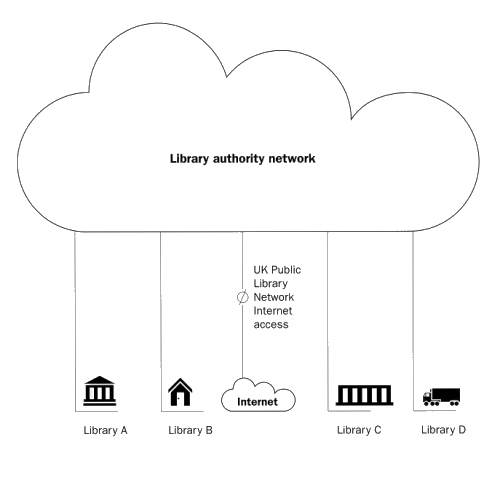 Library authority network
UK Public
Library
Network
Internet
access
Internet
Library A
Library B
Library C
Library D